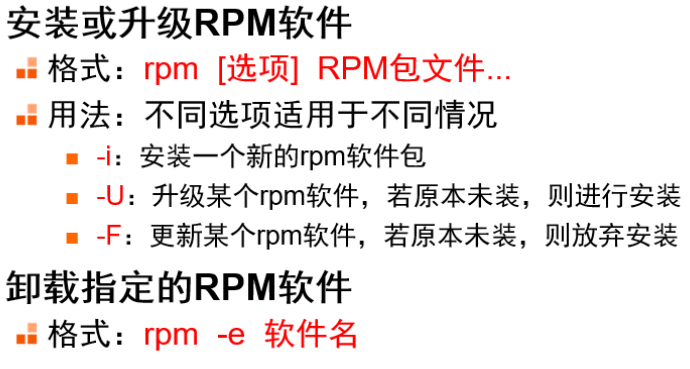 安装或升级RPM软件
格式：rpm [选项] RPM包文件...
用法：不同选项适用于不同情况
-i：安装一个新的rpm软件包
-U：升级某个rpm软件，若原本未装，则进行安装
-F：更新某个rpm软件，若原本未装，则放弃安装
卸载指定的RPM软件
格式：rpm -e 软件名